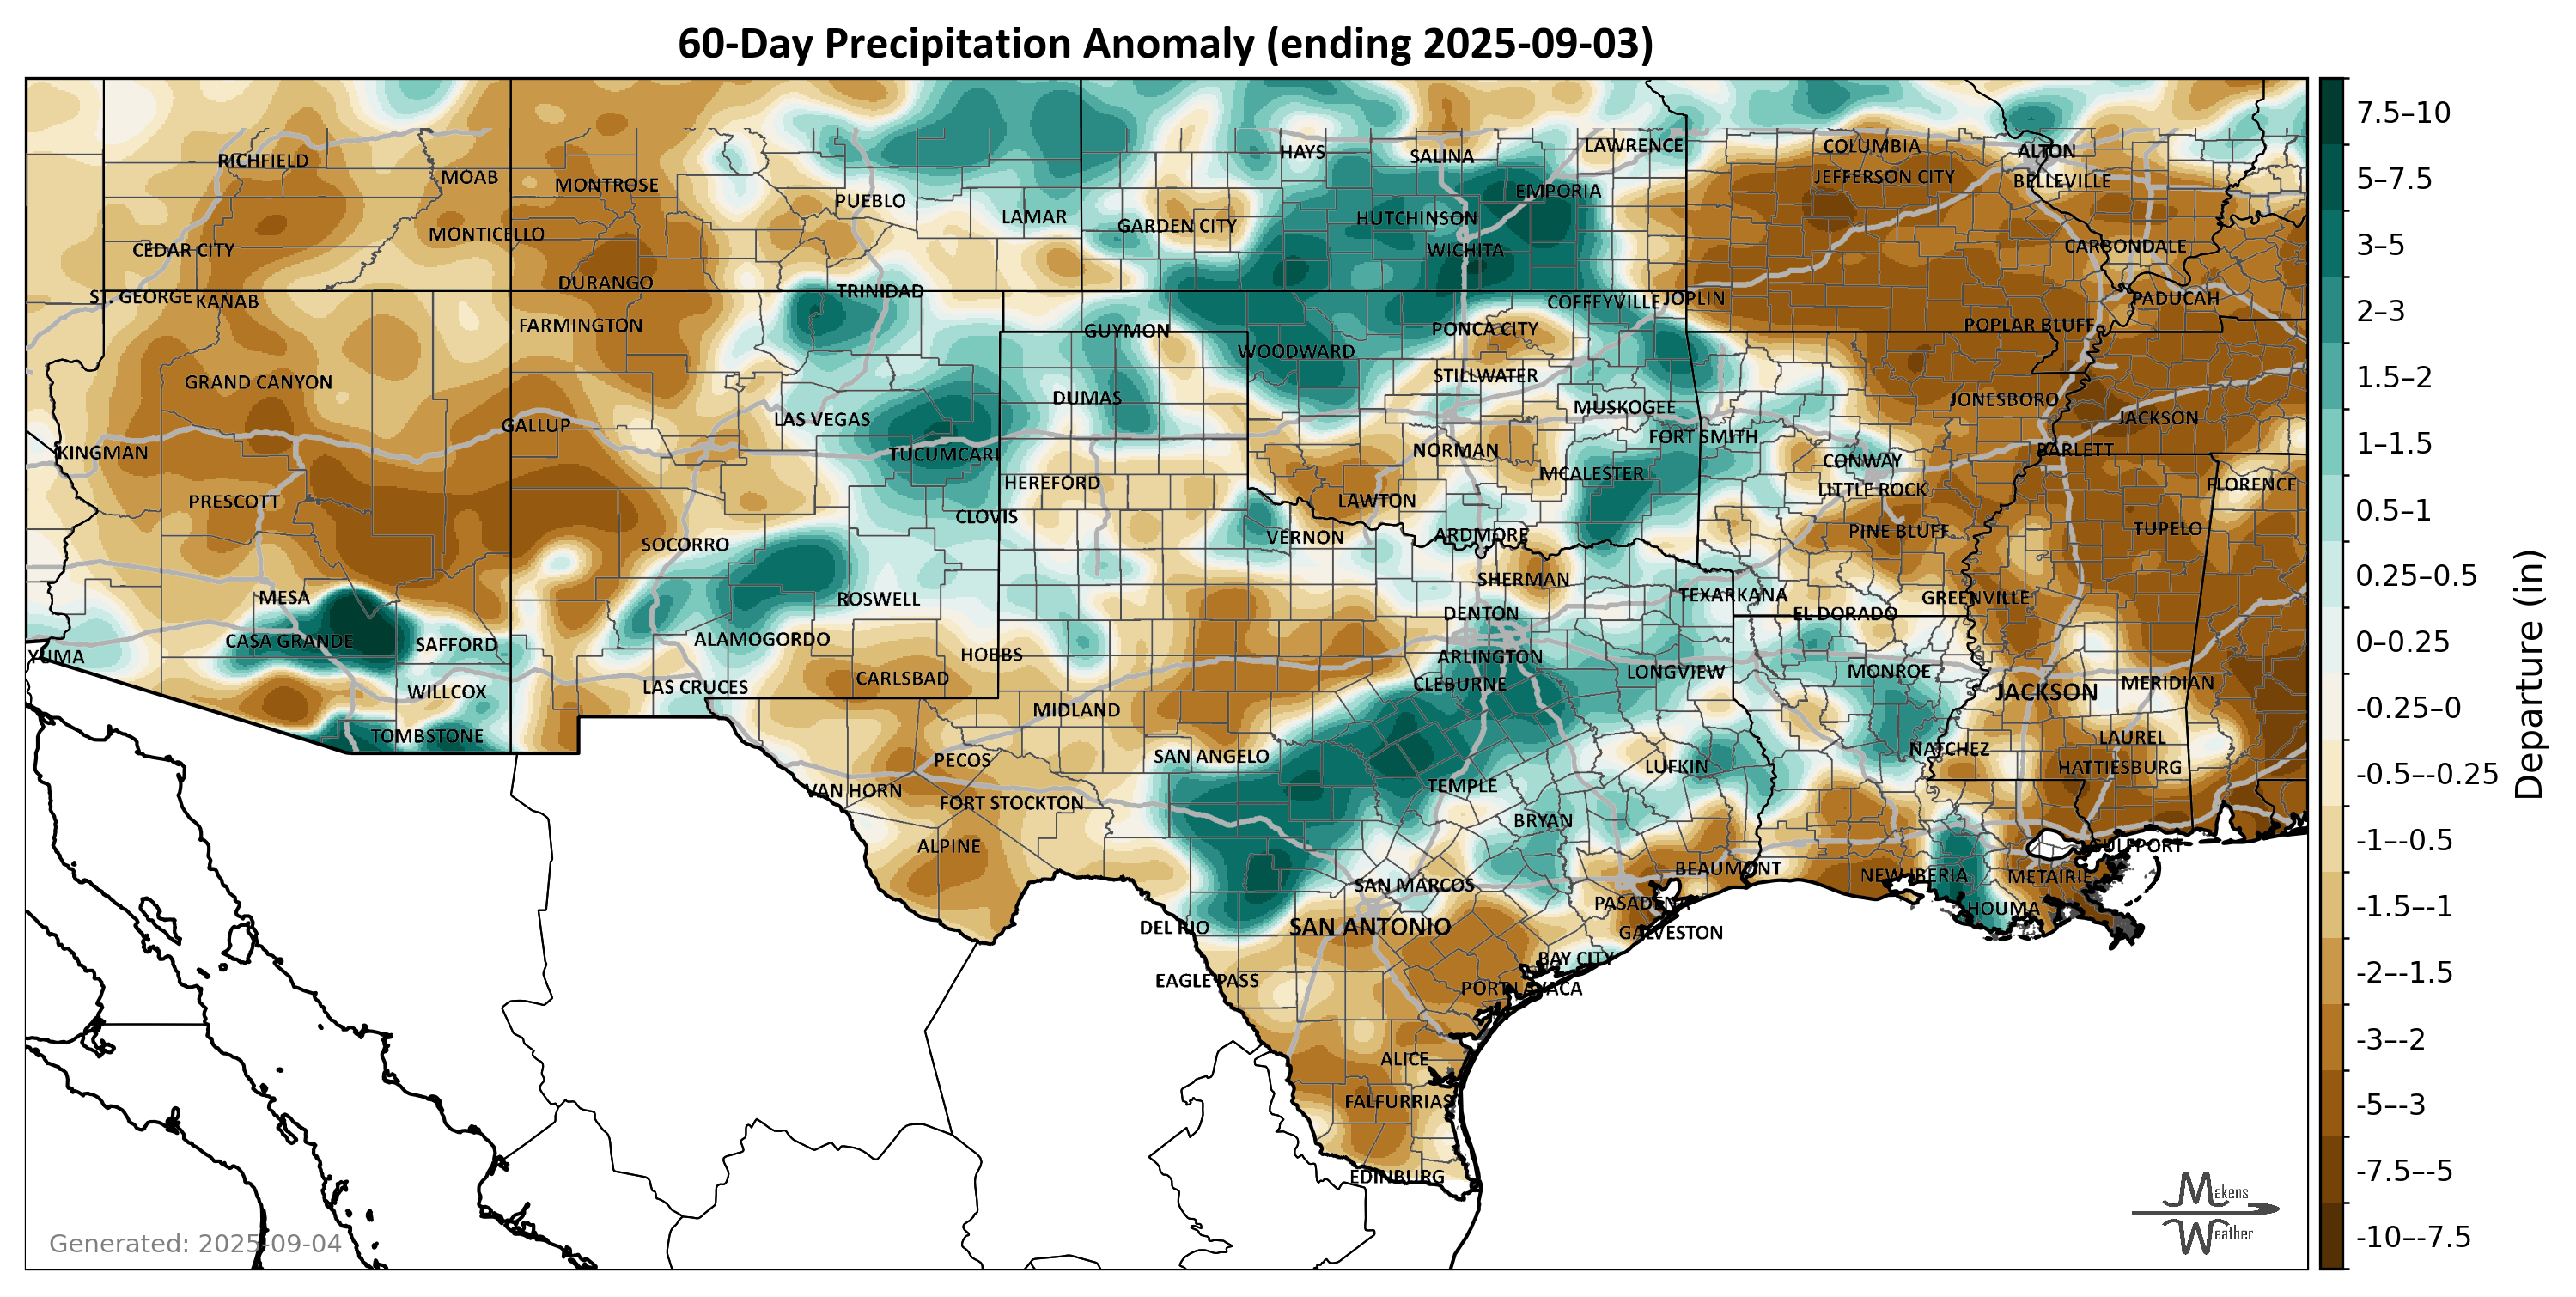 60-Day Precipitation Anomaly (ending 2025-09-03)
RICHFIELD
MOAB
MONTROSE
PUEBLO
LAMAR
HAYS
SALINA
LAWRENCE
COLUMBIA
ALTON
EMPORIA
JEFFERSON CITY
BELLEVILLE
CEDAR CITY
MONTICELLO
GARDEN CITY
HUTCHINSON
WICHITA
CARBONDALE
DURANGO
TRINIDAD
ST. GEORGE
KANAB
COFFEYVILLE
JOPLIN
PADUCAH
FARMINGTON
GUYMON
PONCA CITY
POPLAR BLUFF
WOODWARD
GRAND CANYON
STILLWATER
DUMAS
MUSKOGEE
JONESBORO
JACKSON
GALLUP
LAS VEGAS
FORT SMITH
KINGMAN
TUCUMCARI
NORMAN
BARLETT
CONWAY
MCALESTER
HEREFORD
LITTLE ROCK
FLORENCE
PRESCOTT
LAWTON
CLOVIS
PINE BLUFF
TUPELO
SOCORRO
VERNON
ARDMORE
SHERMAN
MESA
ROSWELL
TEXARKANA
GREENVILLE
DENTON
EL DORADO
CASA GRANDE
SAFFORD
ALAMOGORDO
YUMA
HOBBS
ARLINGTON
LONGVIEW
MONROE
CARLSBAD
CLEBURNE
WILLCOX
LAS CRUCES
JACKSON
MERIDIAN
MIDLAND
TOMBSTONE
LAUREL
NATCHEZ
SAN ANGELO
PECOS
LUFKIN
HATTIESBURG
VAN HORN
FORT STOCKTON
TEMPLE
BRYAN
ALPINE
GULFPORT
BEAUMONT
NEW IBERIA
METAIRIE
SAN MARCOS
PASADENA
HOUMA
DEL RIO
SAN ANTONIO
GALVESTON
BAY CITY
EAGLE PASS
PORT LAVACA
ALICE
FALFURRIAS
EDINBURG
Generated: 2025-09-04
Makens
Weather
7.5–10
5–7.5
3–5
2–3
1.5–2
1–1.5
0.5–1
0.25–0.5
0–0.25
-0.25–0
-0.5–-0.25
-1–-0.5
-1.5–-1
-2–-1.5
-3–-2
-5–-3
-7.5–-5
-10–-7.5
Departure (in)